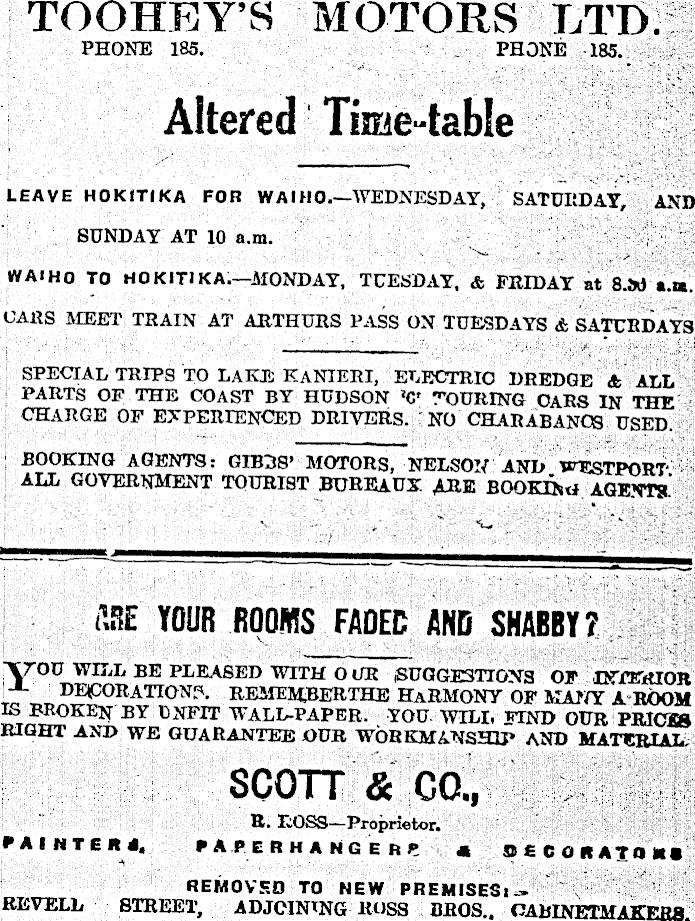 TOOHEY'S MOTORS LTD.
PHONE 185. PHONE 185.
Altered Time-table
LEAVE HOKITIKA FOR WAIHO.—WEDNESDAY, SATURDAY, AND
SUNDAY AT 10 a.m.
WAIHO TO HOKITIKA.—MONDAY, TUESDAY, & FRIDAY at 8.30 a.m.
CARS MEET TRAIN AT ARTHURS PASS ON TUESDAYS & SATURDAYS
SPECIAL TRIPS TO LAKE KANIERI, ELECTRIC DREDGE & ALL
PARTS OF THE COAST BY HUDSON '6' TOURING CARS IN THE
CHARGE OF EXPERIENCED DRIVERS. NO CHARABANCS USED.
BOOKING AGENTS: GIBBS' MOTORS, NELSON AND WESTPORT.
ALL GOVERNMENT TOURIST BUREAUX ARE BOOKING AGENTS.
ARE YOUR ROOMS FADED AND SHABBY?
YOU WILL BE PLEASED WITH OUR SUGGESTIONS OF INTERIOR
DECORATIONS. REMEMBER THE HARMONY OF MANY A ROOM
IS BROKEN BY UNFIT WALL-PAPER. YOU WILL FIND OUR PRICES
RIGHT AND WE GUARANTEE OUR WORKMANSHIP AND MATERIAL.
SCOTT & CO.,
R. ROSS—Proprietor.
PAINTERS, PAPERHANGERS & DECORATORS
REMOVED TO NEW PREMISES:—
REVELL STREET, ADJOINING ROSS BROS., CABINETMAKERS